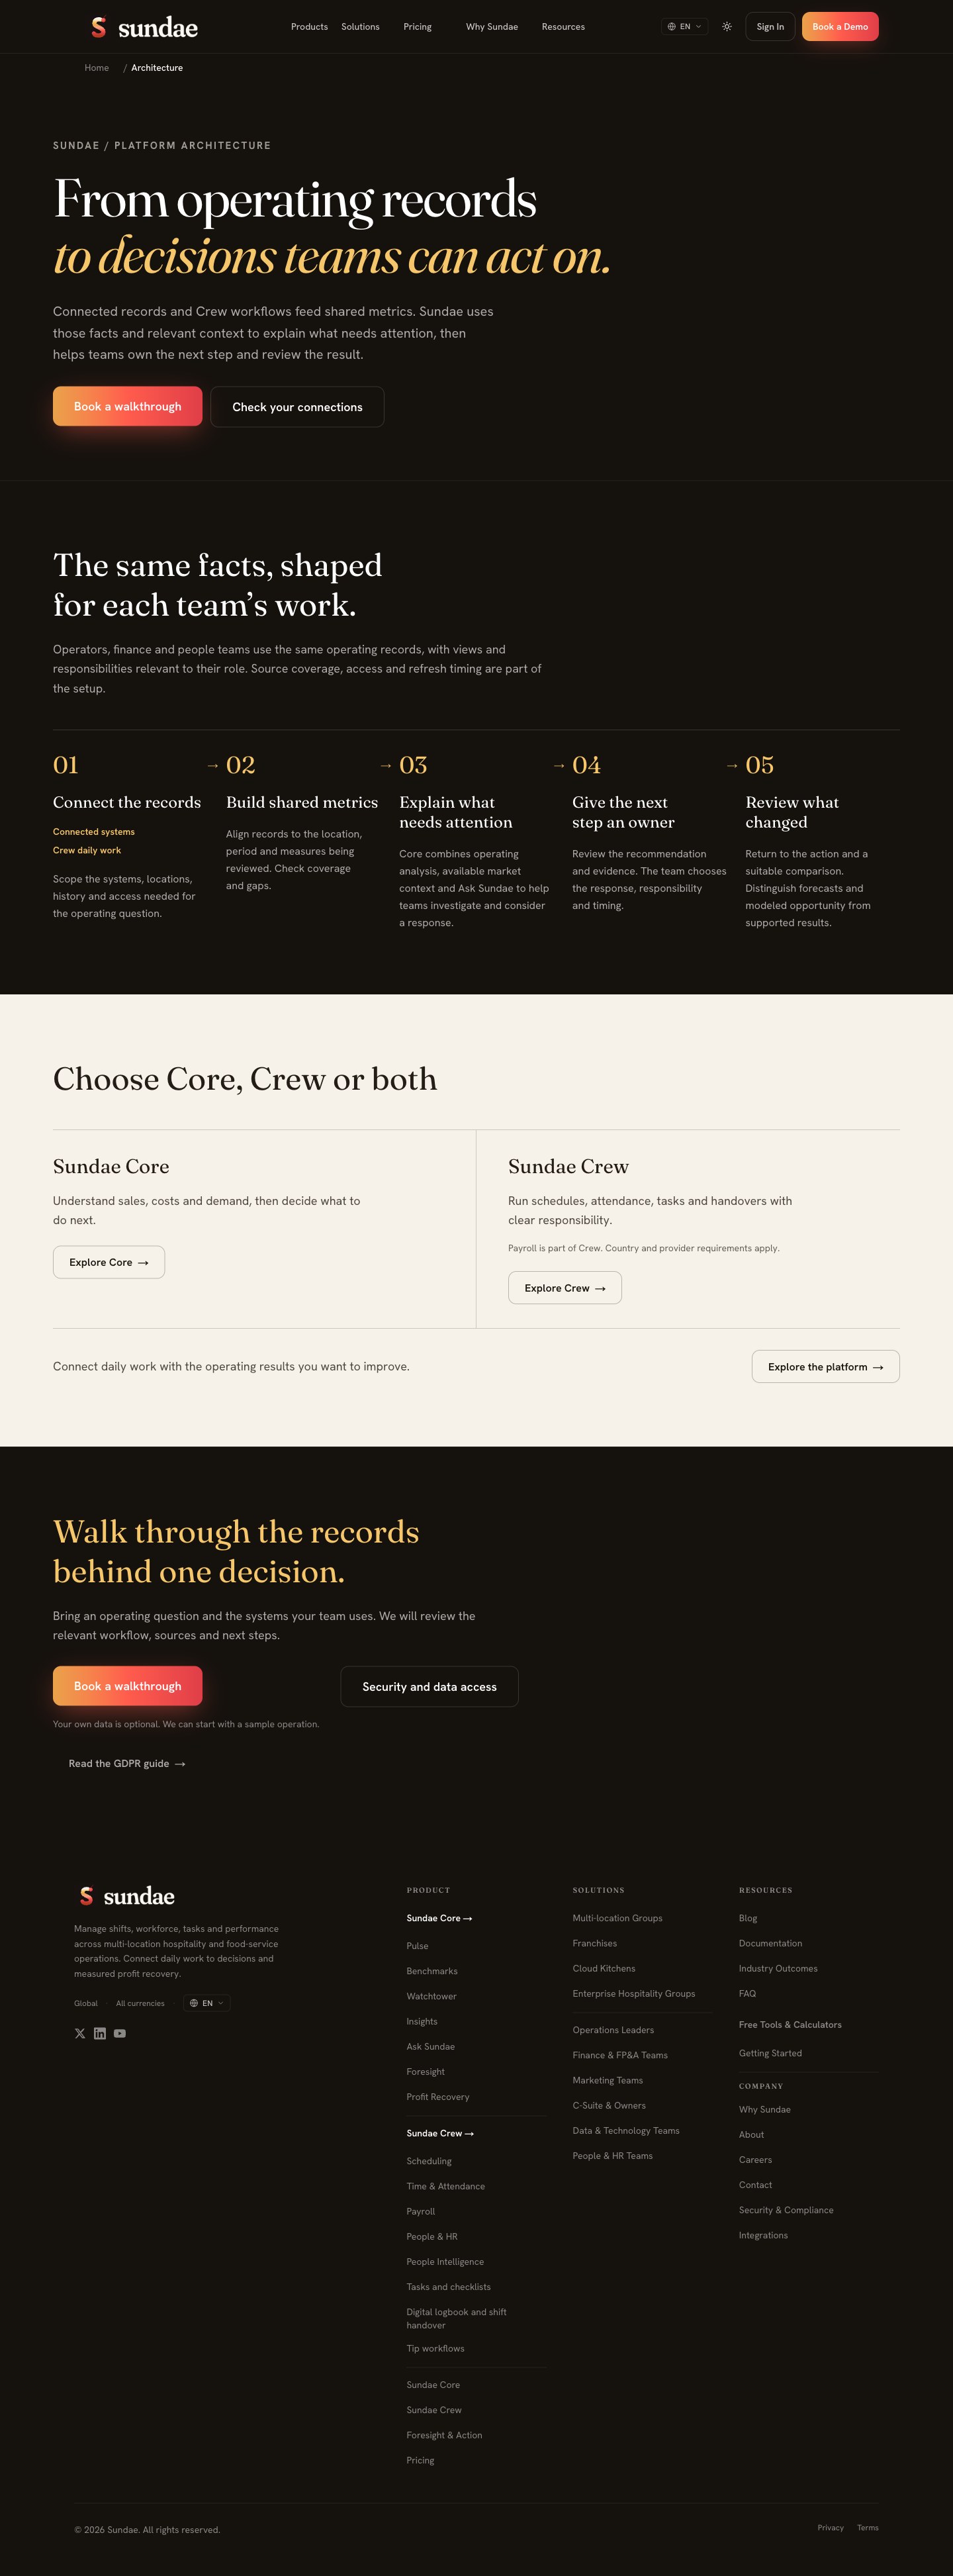 sundae
Products Solutions Pricing Why Sundae Resources
EN
Sign In
Book a Demo
Home / Architecture
SUNDAE / PLATFORM ARCHITECTURE
From operating records
to decisions teams can act on.
Connected records and Crew workflows feed shared metrics. Sundae uses
those facts and relevant context to explain what needs attention, then
helps teams own the next step and review the result.
Book a walkthrough
Check your connections
The same facts, shaped
for each team’s work.
Operators, finance and people teams use the same operating records, with views and
responsibilities relevant to their role. Source coverage, access and refresh timing are part of
the setup.
01 →
Connect the records
Connected systems
Crew daily work
Scope the systems, locations,
history and access needed for
the operating question.
02 →
Build shared metrics
Align records to the location,
period and measures being
reviewed. Check coverage
and gaps.
03 →
Explain what
needs attention
Core combines operating
analysis, available market
context and Ask Sundae to help
teams investigate and consider
a response.
04 →
Give the next
step an owner
Review the recommendation
and evidence. The team chooses
the response, responsibility
and timing.
05
Review what
changed
Return to the action and a
suitable comparison.
Distinguish forecasts and
modeled opportunity from
supported results.
Choose Core, Crew or both
Sundae Core
Understand sales, costs and demand, then decide what to
do next.
Explore Core →
Sundae Crew
Run schedules, attendance, tasks and handovers with
clear responsibility.
Payroll is part of Crew. Country and provider requirements apply.
Explore Crew →
Connect daily work with the operating results you want to improve.
Explore the platform →
Walk through the records
behind one decision.
Bring an operating question and the systems your team uses. We will review the
relevant workflow, sources and next steps.
Book a walkthrough
Security and data access
Your own data is optional. We can start with a sample operation.
Read the GDPR guide →
sundae
Manage shifts, workforce, tasks and performance
across multi-location hospitality and food-service
operations. Connect daily work to decisions and
measured profit recovery.
Global · All currencies · EN
PRODUCT
Sundae Core →
Pulse
Benchmarks
Watchtower
Insights
Ask Sundae
Foresight
Profit Recovery
Sundae Crew →
Scheduling
Time & Attendance
Payroll
People & HR
People Intelligence
Tasks and checklists
Digital logbook and shift
handover
Tip workflows
Sundae Core
Sundae Crew
Foresight & Action
Pricing
SOLUTIONS
Multi-location Groups
Franchises
Cloud Kitchens
Enterprise Hospitality Groups
Operations Leaders
Finance & FP&A Teams
Marketing Teams
C-Suite & Owners
Data & Technology Teams
People & HR Teams
RESOURCES
Blog
Documentation
Industry Outcomes
FAQ
Free Tools & Calculators
Getting Started
COMPANY
Why Sundae
About
Careers
Contact
Security & Compliance
Integrations
© 2026 Sundae. All rights reserved.
Privacy Terms